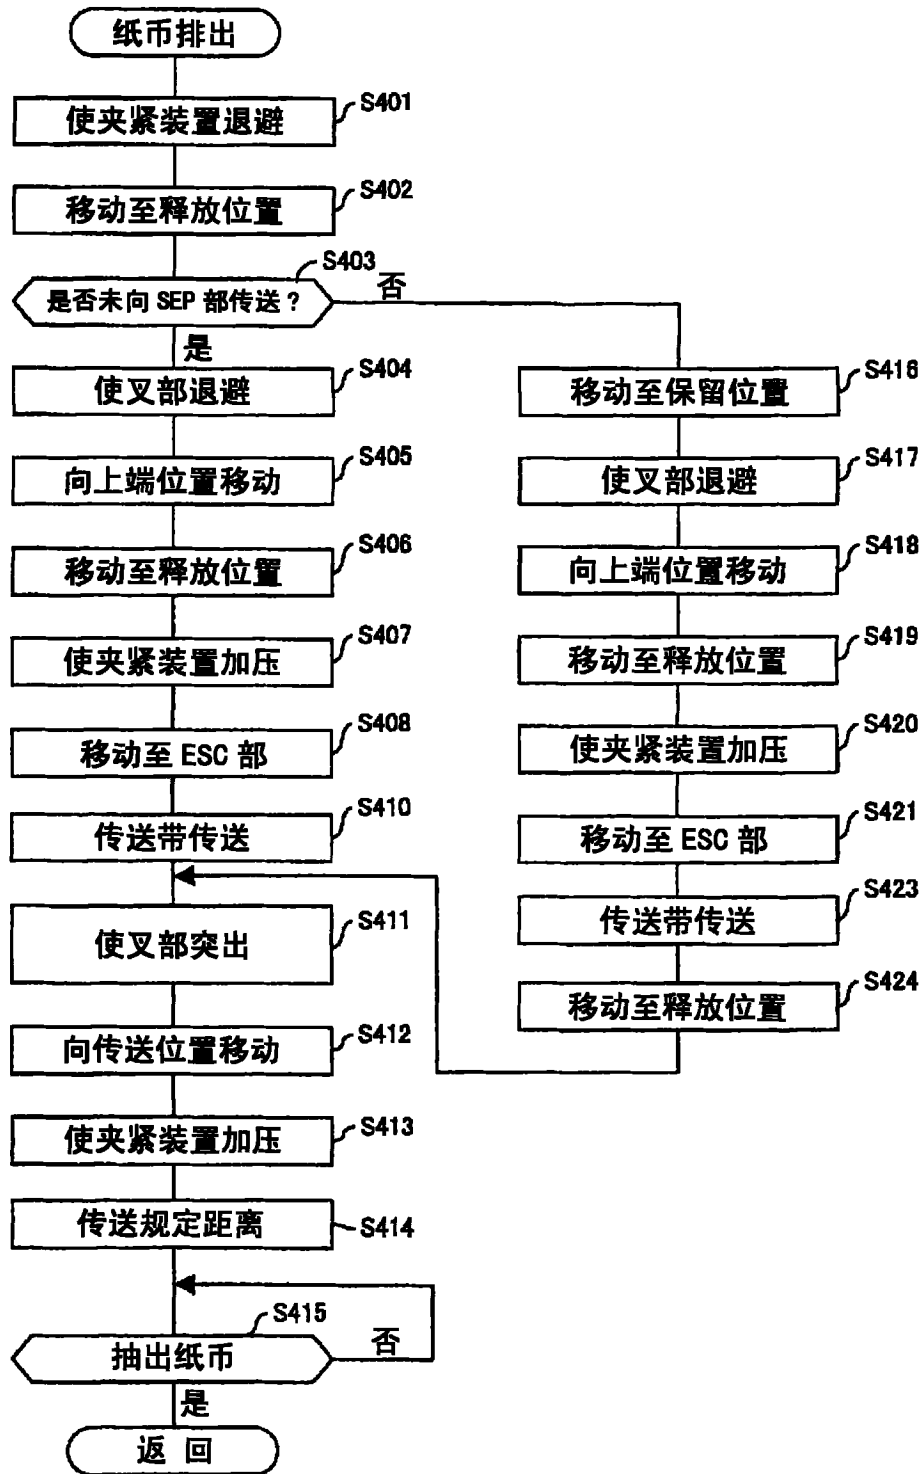 纸币排出
S401
使夹紧装置退避
S402
移动至释放位置
S403
是否未向 SEP 部传送？
否
是
S404
使叉部退避
S405
向上端位置移动
S406
移动至释放位置
S407
使夹紧装置加压
S408
移动至 ESC 部
S410
传送带传送
S411
使叉部突出
S412
向传送位置移动
S413
使夹紧装置加压
S414
传送规定距离
S415
抽出纸币
否
是
返 回
S416
移动至保留位置
S417
使叉部退避
S418
向上端位置移动
S419
移动至释放位置
S420
使夹紧装置加压
S421
移动至 ESC 部
S423
传送带传送
S424
移动至释放位置